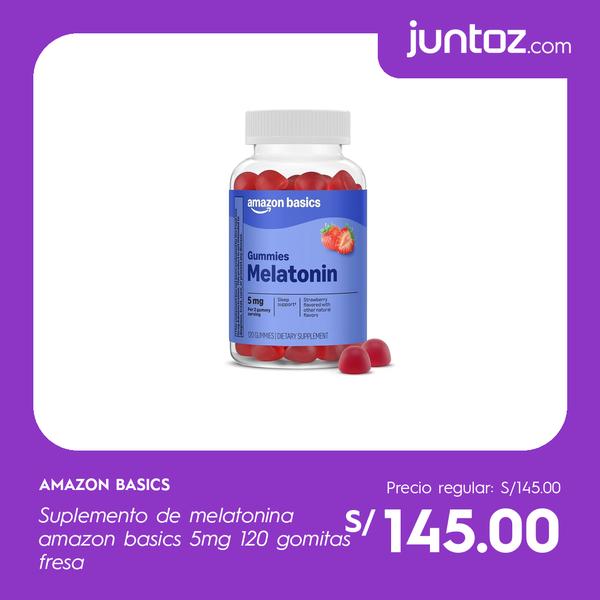 juntoz.com
amazon basics
Gummies
Melatonin
5 mg
Per 2 gummy
serving
Sleep
support†
Strawberry
flavored with
other natural
flavors
120 GUMMIES | DIETARY SUPPLEMENT
AMAZON BASICS
Precio regular: S/145.00
Suplemento de melatonina
amazon basics 5mg 120 gomitas
fresa
S/145.00